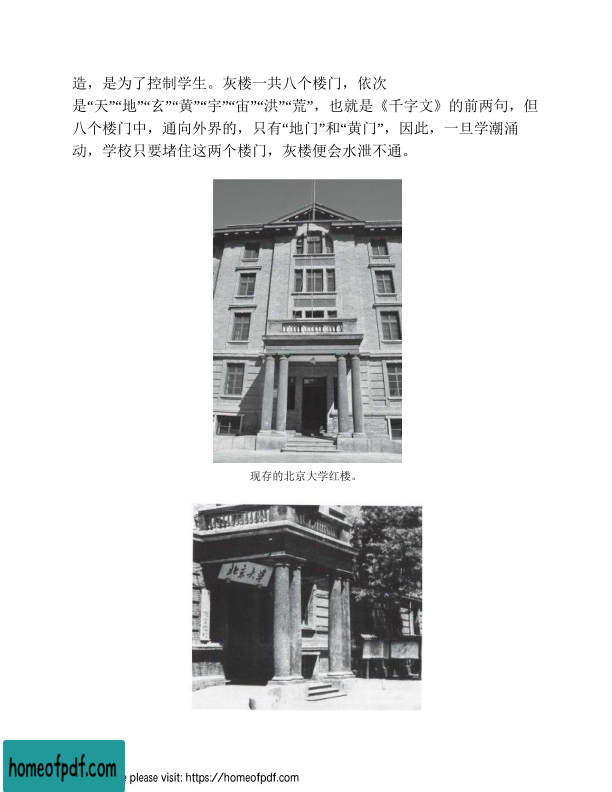 造，是为了控制学生。灰楼一共八个楼门，依次
是“天”“地”“玄”“黄”“宇”“宙”“洪”“荒”，也就是《千字文》的前两句，但
八个楼门中，通向外界的，只有“地门”和“黄门”，因此，一旦学潮涌
动，学校只要堵住这两个楼门，灰楼便会水泄不通。
现存的北京大学红楼。
北京大学
homeofpdf.com
e please visit: https://homeofpdf.com